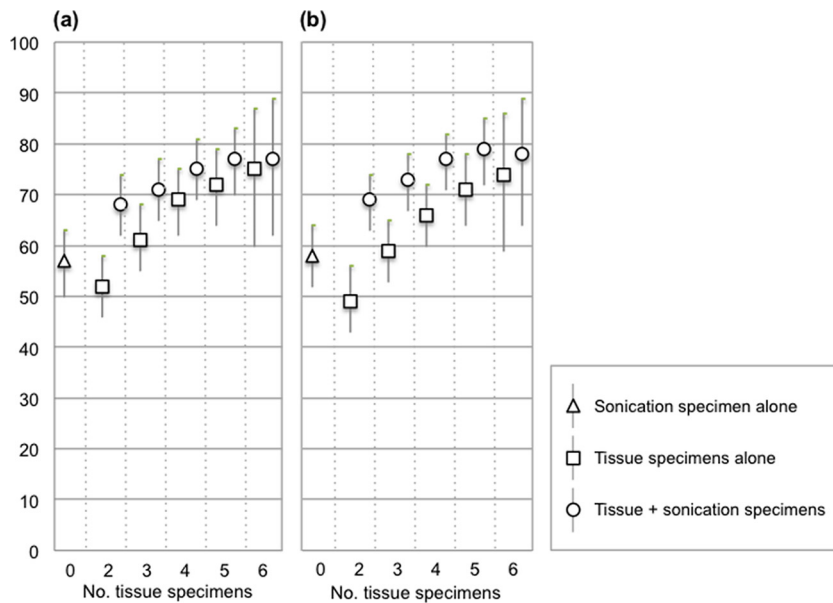 (a) (b)
100
90
80
70
60
50
40
30
20
10
0
0 2 3 4 5 6 0 2 3 4 5 6
No. tissue specimens No. tissue specimens
Sonication specimen alone
Tissue specimens alone
Tissue + sonication specimens